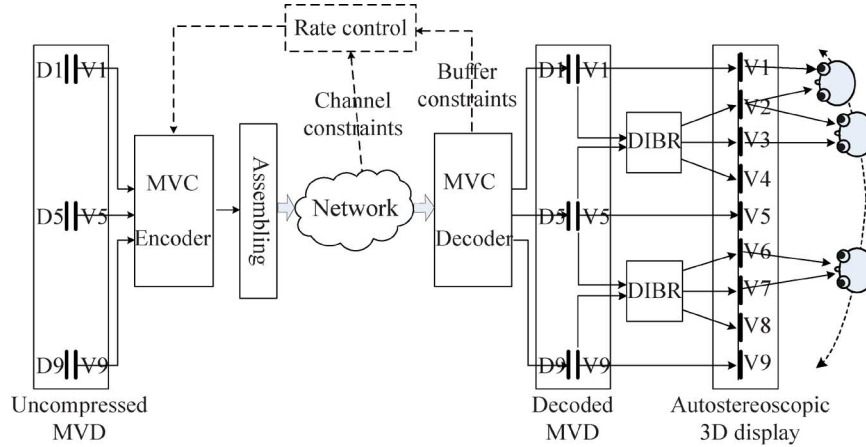 Rate control
D1 V1
Channel
constraints
Buffer
constraints
D1 V1
DIBR
V1
V2
V3
V4
MVC
Encoder
Assembling
Network
MVC
Decoder
D5 V5
D5 V5
V5
DIBR
V6
V7
V8
D9 V9
D9 V9
V9
Uncompressed
MVD
Decoded
MVD
Autostereoscopic
3D display